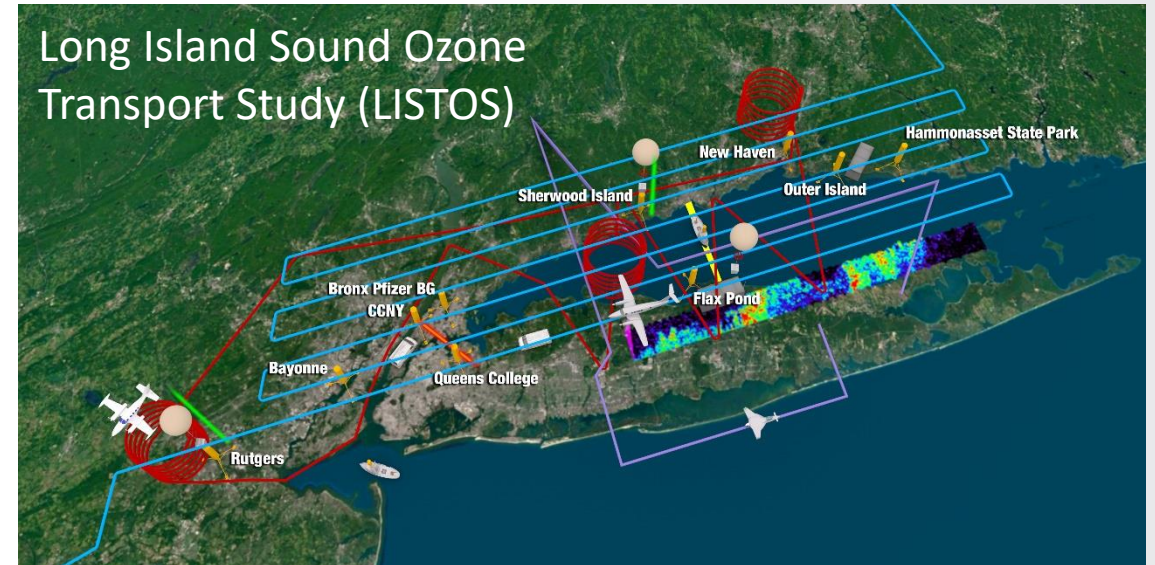 Long Island Sound Ozone
Transport Study (LISTOS)
Hammonasset State Park
New Haven
Outer Island
Sherwood Island
Bronx Pfizer BG
Flax Pond
CCNY
Bayonne
Queens College
Rutgers